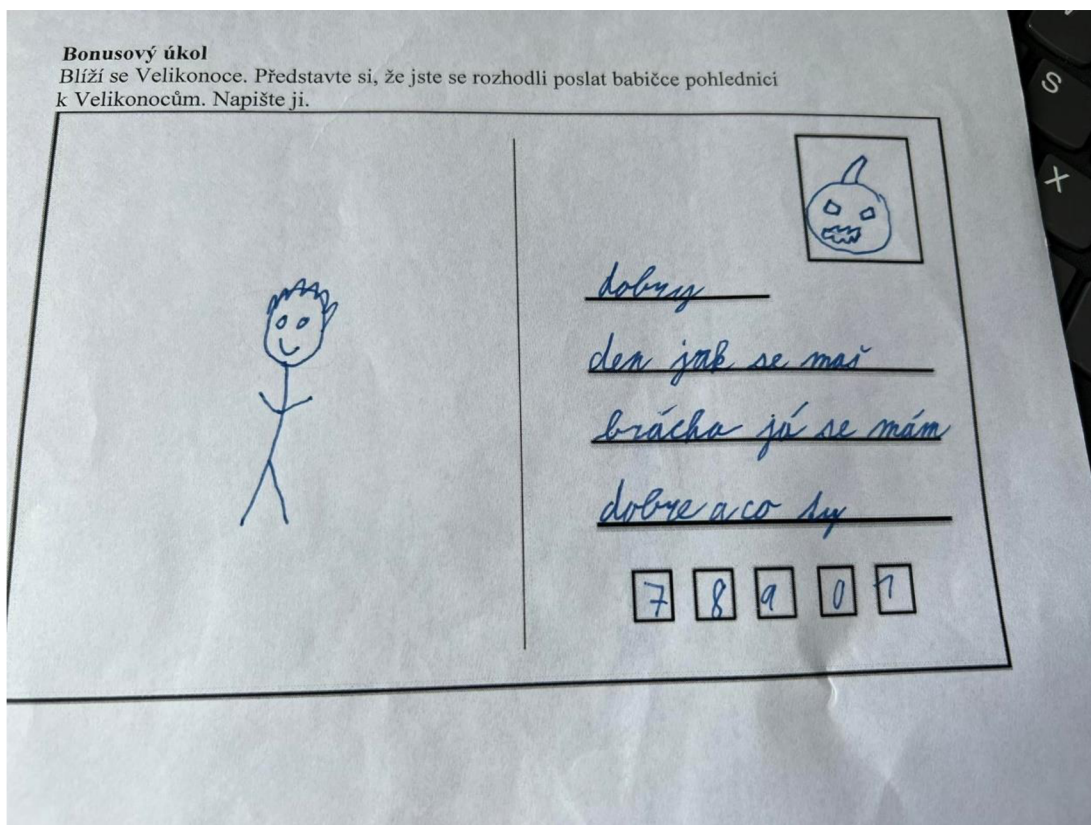 Bonusový úkol
Blíží se Velikonoce. Představte si, že jste se rozhodli poslat babičce pohlednici
k Velikonocům. Napište ji.
dobry
den jak se maš
brácha já se mám
dobre a co ty
7 8 9 0 1
S
X